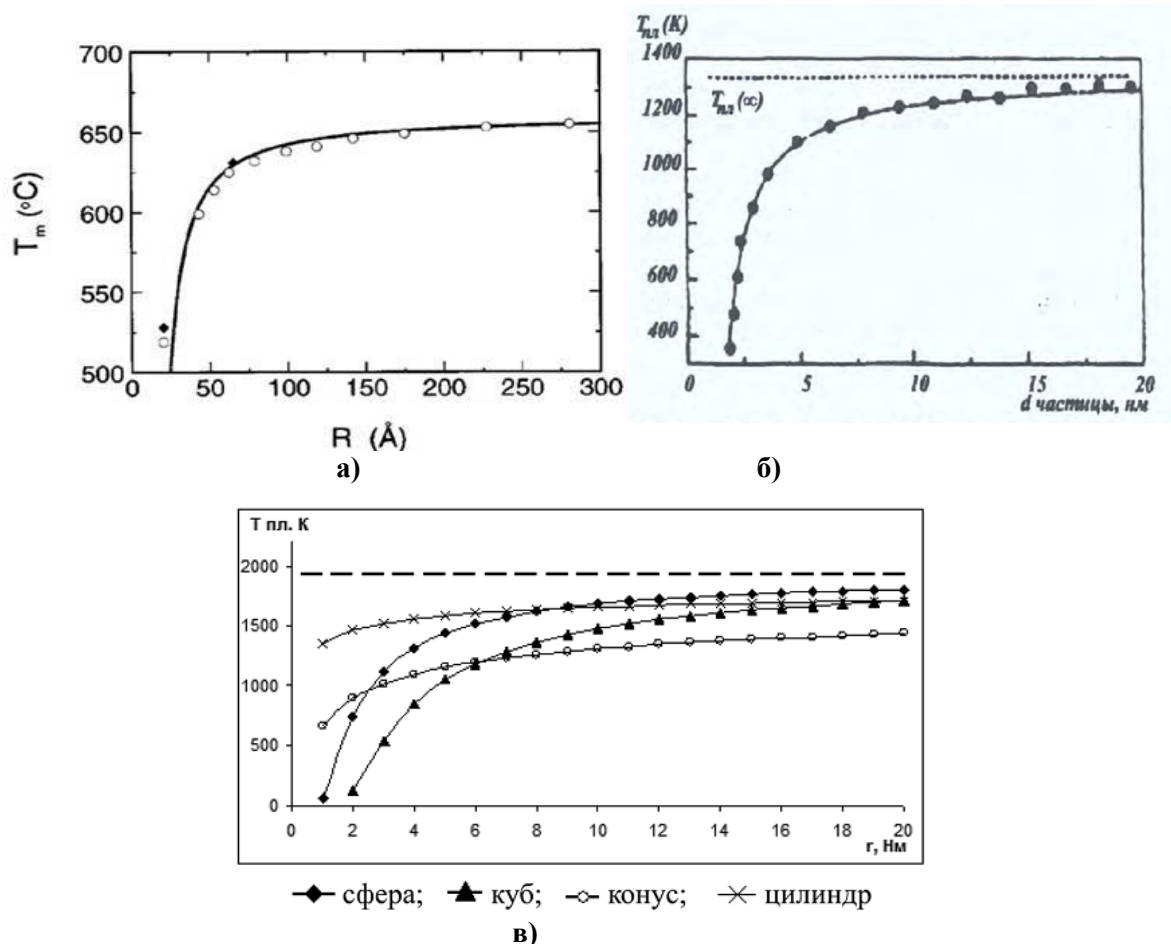 700
650
600
550
500
T_m (°C)
0 50 100 150 200 250 300
R (Å)
а)
T_пл (К)
1400
1200
1000
800
600
400
T_пл (∞)
0 5 10 15 20
d частицы, нм
б)
Т пл. К
2000
1500
1000
500
0
0 2 4 6 8 10 12 14 16 18 20
r, Нм
сфера; куб; конус; цилиндр
в)